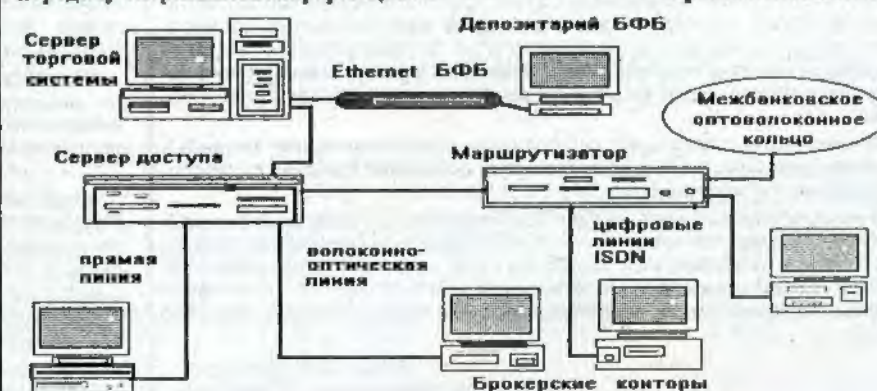 Депозитарий БФБ
Сервер
торговой
системы
Ethernet БФБ
Межбанковское
оптоволоконное
кольцо
Сервер доступа
Маршрутизатор
прямая
линия
волоконно-
оптическая
линия
цифровые
линии
ISDN
Брокерские конторы